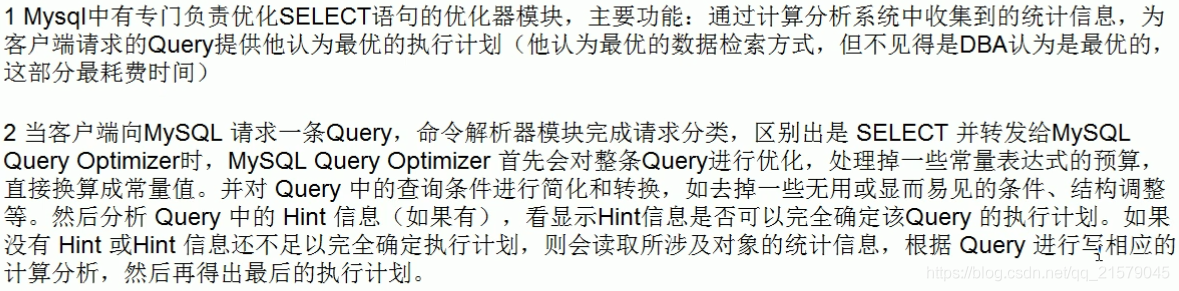 1 Mysql中有专门负责优化SELECT语句的优化器模块，主要功能：通过计算分析系统中收集到的统计信息，为
客户端请求的Query提供他认为最优的执行计划（他认为最优的数据检索方式，但不见得是DBA认为是最优的，
这部分最耗费时间）
2 当客户端向MySQL 请求一条Query，命令解析器模块完成请求分类，区别出是 SELECT 并转发给MySQL
Query Optimizer时，MySQL Query Optimizer 首先会对整条Query进行优化，处理掉一些常量表达式的预算，
直接换算成常量值。并对 Query 中的查询条件进行简化和转换，如去掉一些无用或显而易见的条件、结构调整
等。然后分析 Query 中的 Hint 信息（如果有），看显示Hint信息是否可以完全确定该Query 的执行计划。如果
没有 Hint 或Hint 信息还不足以完全确定执行计划，则会读取所涉及对象的统计信息，根据 Query 进行写相应的
计算分析，然后再得出最后的执行计划。
https://blog.csdn.net/qq_21579045